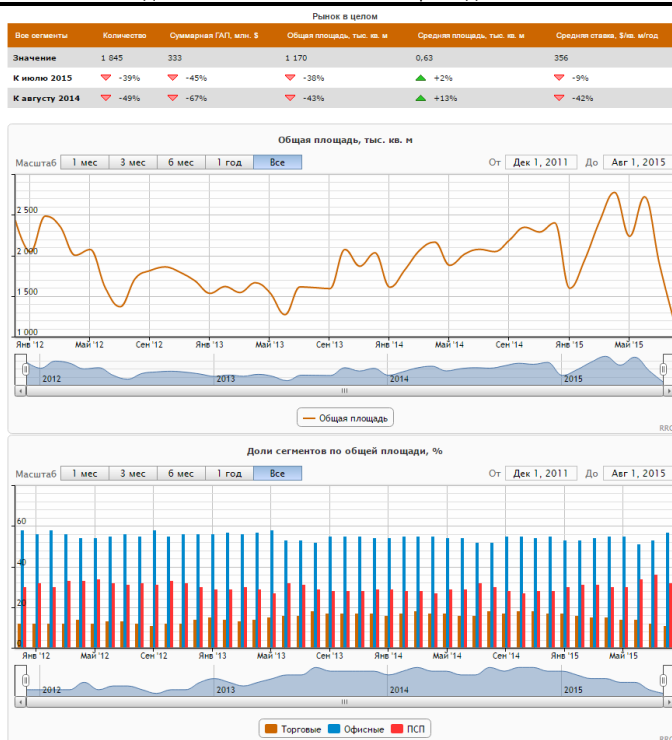 Рынок в целом
Все сегменты Количество Суммарная ГАП, млн. $ Общая площадь, тыс. кв. м Средняя площадь, тыс. кв. м Средняя ставка, $/кв. м/год
Значение 1 845 333 1 170 0,63 356
К июлю 2015 -39% -45% -38% +2% -9%
К августу 2014 -49% -67% -43% +13% -42%
Общая площадь, тыс. кв. м
Масштаб 1 мес 3 мес 6 мес 1 год Все От Дек 1, 2011 До Авг 1, 2015
2 500
2 000
1 500
1 000
Янв '12 Май '12 Сен '12 Янв '13 Май '13 Сен '13 Янв '14 Май '14 Сен '14 Янв '15 Май '15
2012 2013 2014 2015
Общая площадь
RRG
Доли сегментов по общей площади, %
Масштаб 1 мес 3 мес 6 мес 1 год Все От Дек 1, 2011 До Авг 1, 2015
60
40
20
0
Янв '12 Май '12 Сен '12 Янв '13 Май '13 Сен '13 Янв '14 Май '14 Сен '14 Янв '15 Май '15
2012 2013 2014 2015
Торговые Офисные ПСП